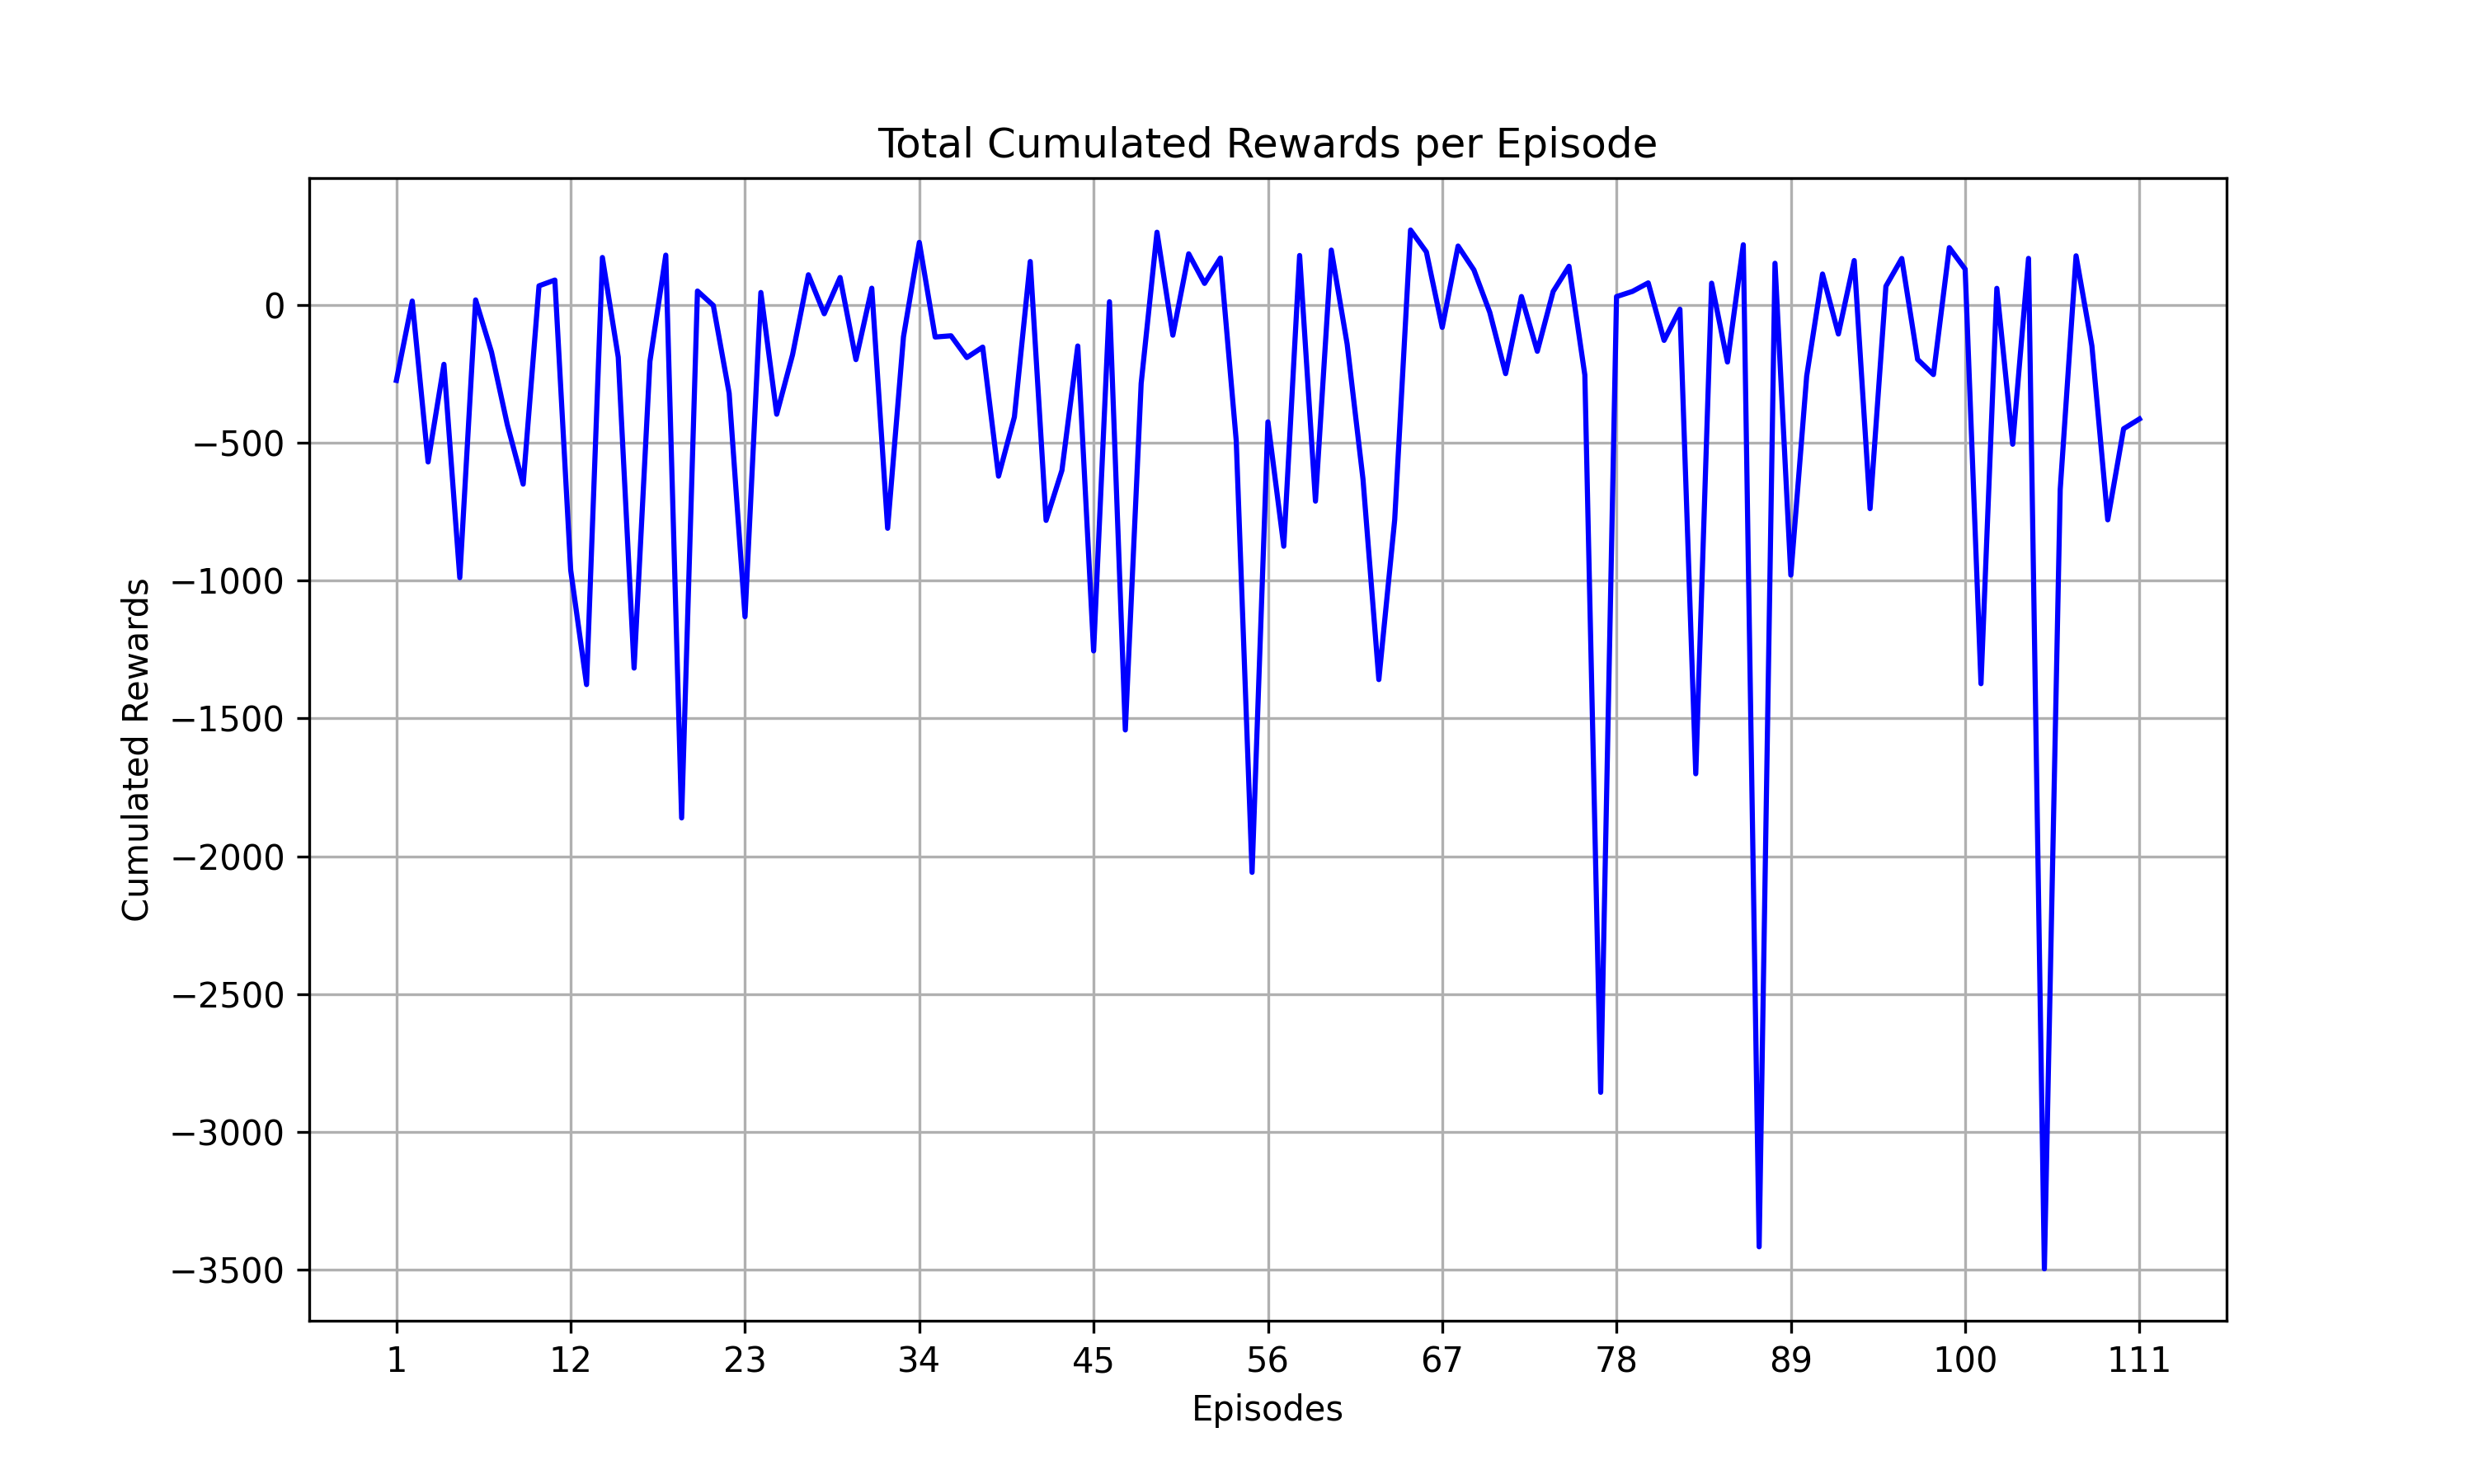 Total Cumulated Rewards per Episode
Cumulated Rewards
0
−500
−1000
−1500
−2000
−2500
−3000
−3500
1 12 23 34 45 56 67 78 89 100 111
Episodes